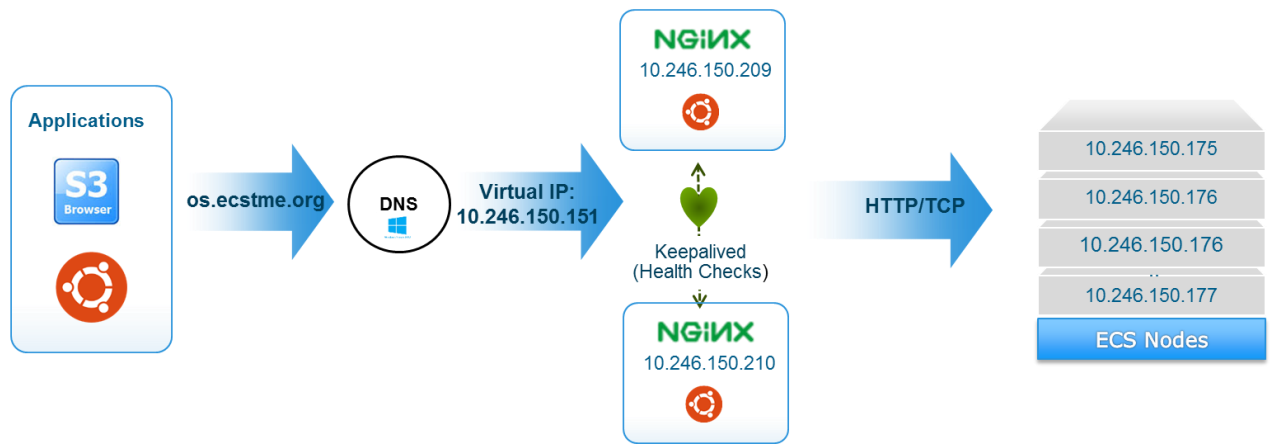 Applications
S3
Browser
os.ecstme.org
DNS
Virtual IP:
10.246.150.151
NGINX
10.246.150.209
Keepalived
(Health Checks)
NGINX
10.246.150.210
HTTP/TCP
10.246.150.175
10.246.150.176
10.246.150.176
..
10.246.150.177
ECS Nodes